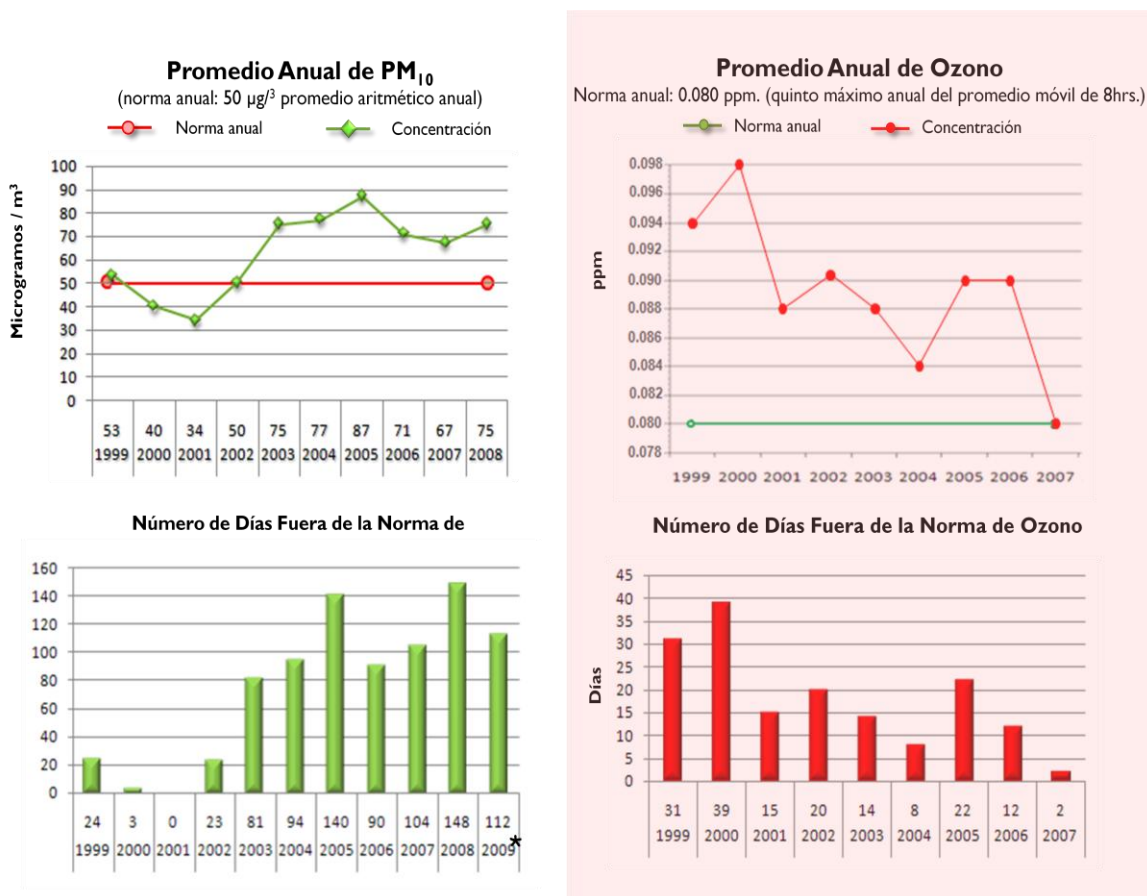 Promedio Anual de PM10
(norma anual: 50 µg/³ promedio aritmético anual)
Norma anual Concentración
Microgramos / m³
100
90
80
70
60
50
40
30
20
10
0
53 40 34 50 75 77 87 71 67 75
1999 2000 2001 2002 2003 2004 2005 2006 2007 2008
Promedio Anual de Ozono
Norma anual: 0.080 ppm. (quinto máximo anual del promedio móvil de 8hrs.)
Norma anual Concentración
ppm
0.098
0.096
0.094
0.092
0.090
0.088
0.086
0.084
0.082
0.080
0.078
1999 2000 2001 2002 2003 2004 2005 2006 2007
Número de Días Fuera de la Norma de
160
140
120
100
80
60
40
20
0
24 3 0 23 81 94 140 90 104 148 112
1999 2000 2001 2002 2003 2004 2005 2006 2007 2008 2009*
Número de Días Fuera de la Norma de Ozono
Días
45
40
35
30
25
20
15
10
5
0
31 39 15 20 14 8 22 12 2
1999 2000 2001 2002 2003 2004 2005 2006 2007